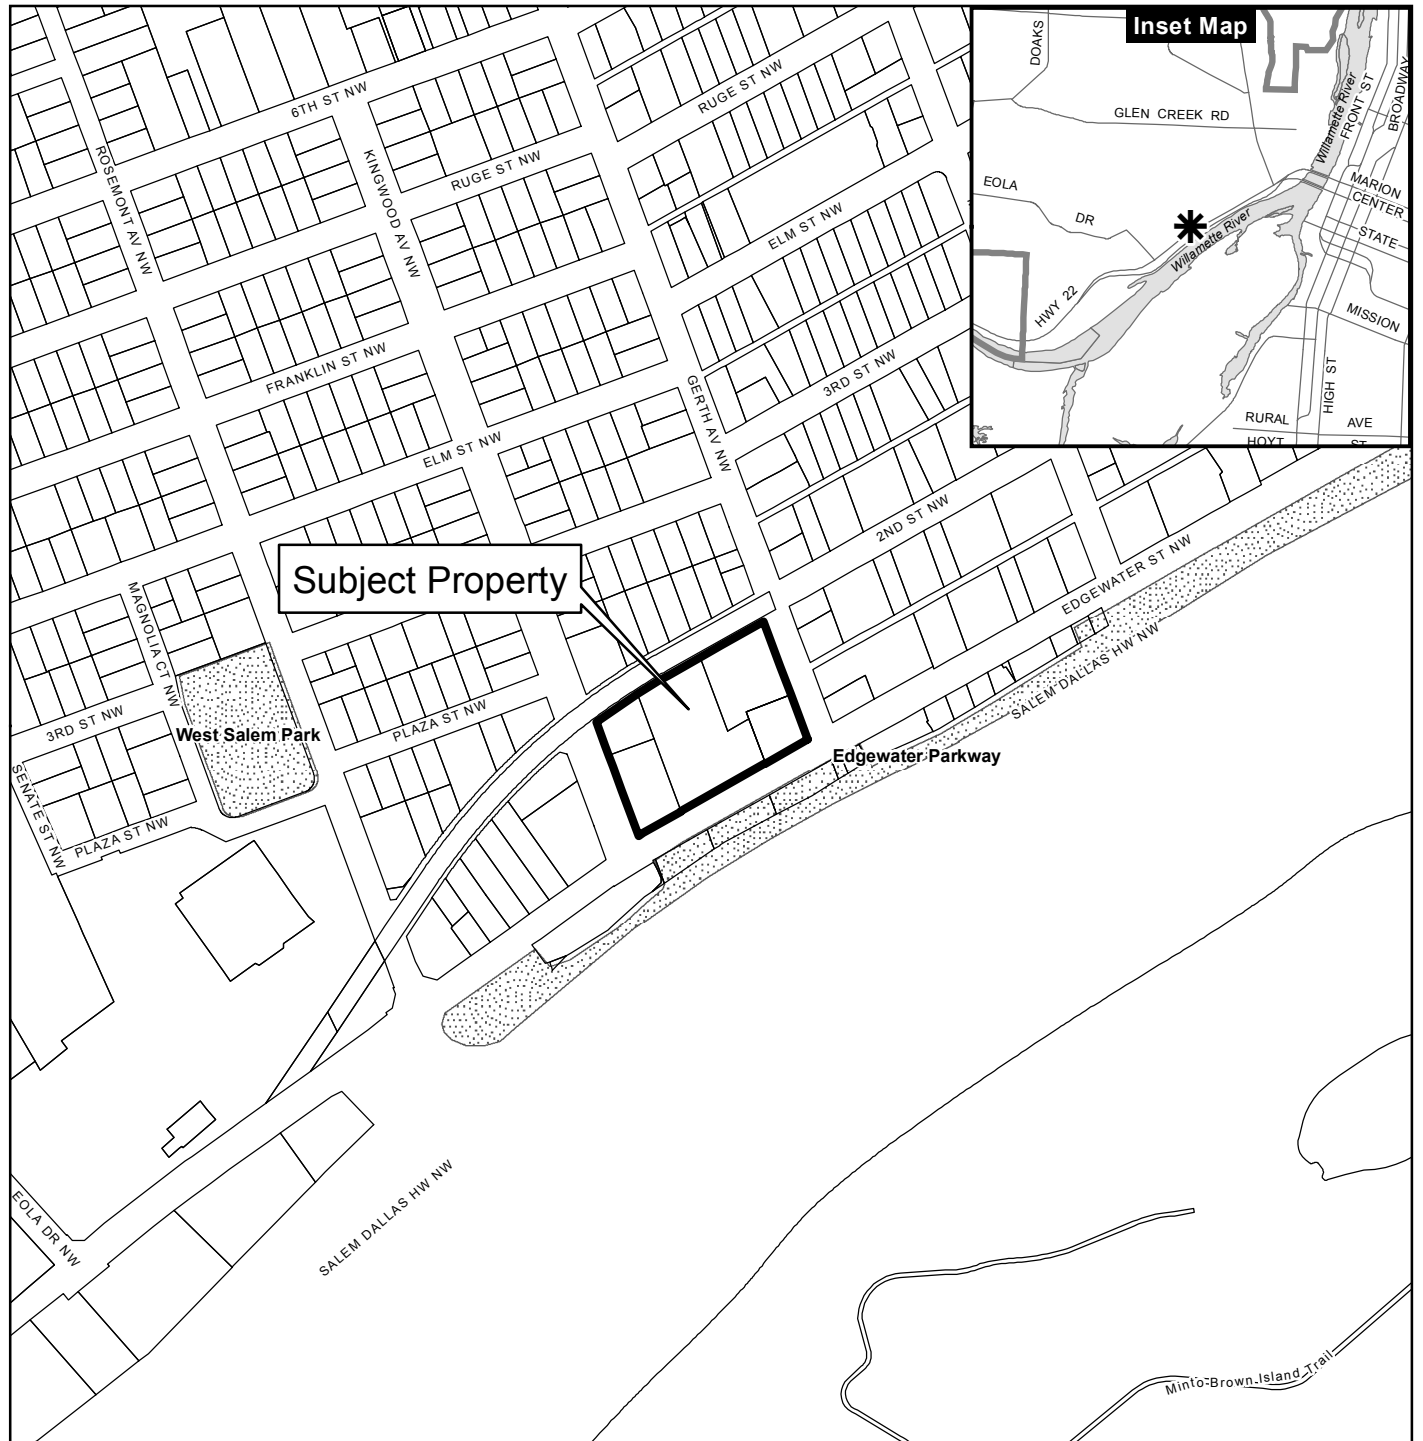 Inset Map
DOAKS
GLEN CREEK RD
Willamette River
FRONT ST
BROADWAY
EOLA
DR
MARION
CENTER
STATE
Willamette River
HWY 22
MISSION
HIGH ST
RURAL AVE
HOYT ST
6TH ST NW
RUGE ST NW
ROSEMONT AV NW
KINGWOOD AV NW
RUGE ST NW
ELM ST NW
FRANKLIN ST NW
GERTH AV NW
3RD ST NW
ELM ST NW
2ND ST NW
EDGEWATER ST NW
Subject Property
MAGNOLIA CT NW
SALEM DALLAS HW NW
3RD ST NW
West Salem Park
PLAZA ST NW
Edgewater Parkway
SENATE ST NW
PLAZA ST NW
EOLA DR NW
SALEM DALLAS HW NW
Minto-Brown Island Trail